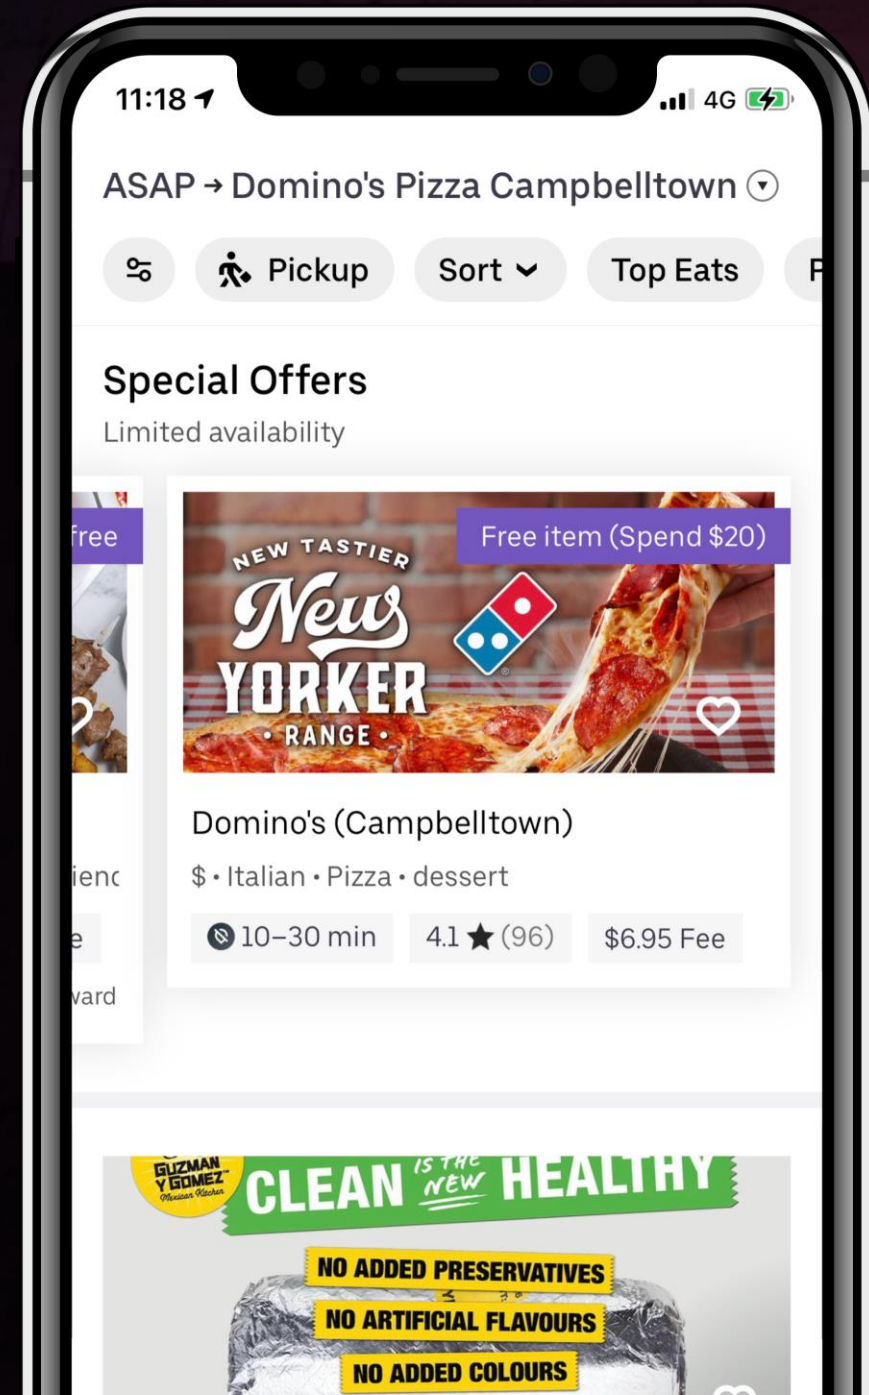 11:18
4G
ASAP → Domino's Pizza Campbelltown
Pickup
Sort
Top Eats
Special Offers
Limited availability
free
Free item (Spend $20)
NEW TASTIER
New
YORKER
• RANGE •
Domino's (Campbelltown)
$ • Italian • Pizza • dessert
10–30 min
4.1 ★ (96)
$6.95 Fee
GUZMAN
Y GOMEZ
Mexican Kitchen
CLEAN IS THE NEW HEALTHY
NO ADDED PRESERVATIVES
NO ARTIFICIAL FLAVOURS
NO ADDED COLOURS